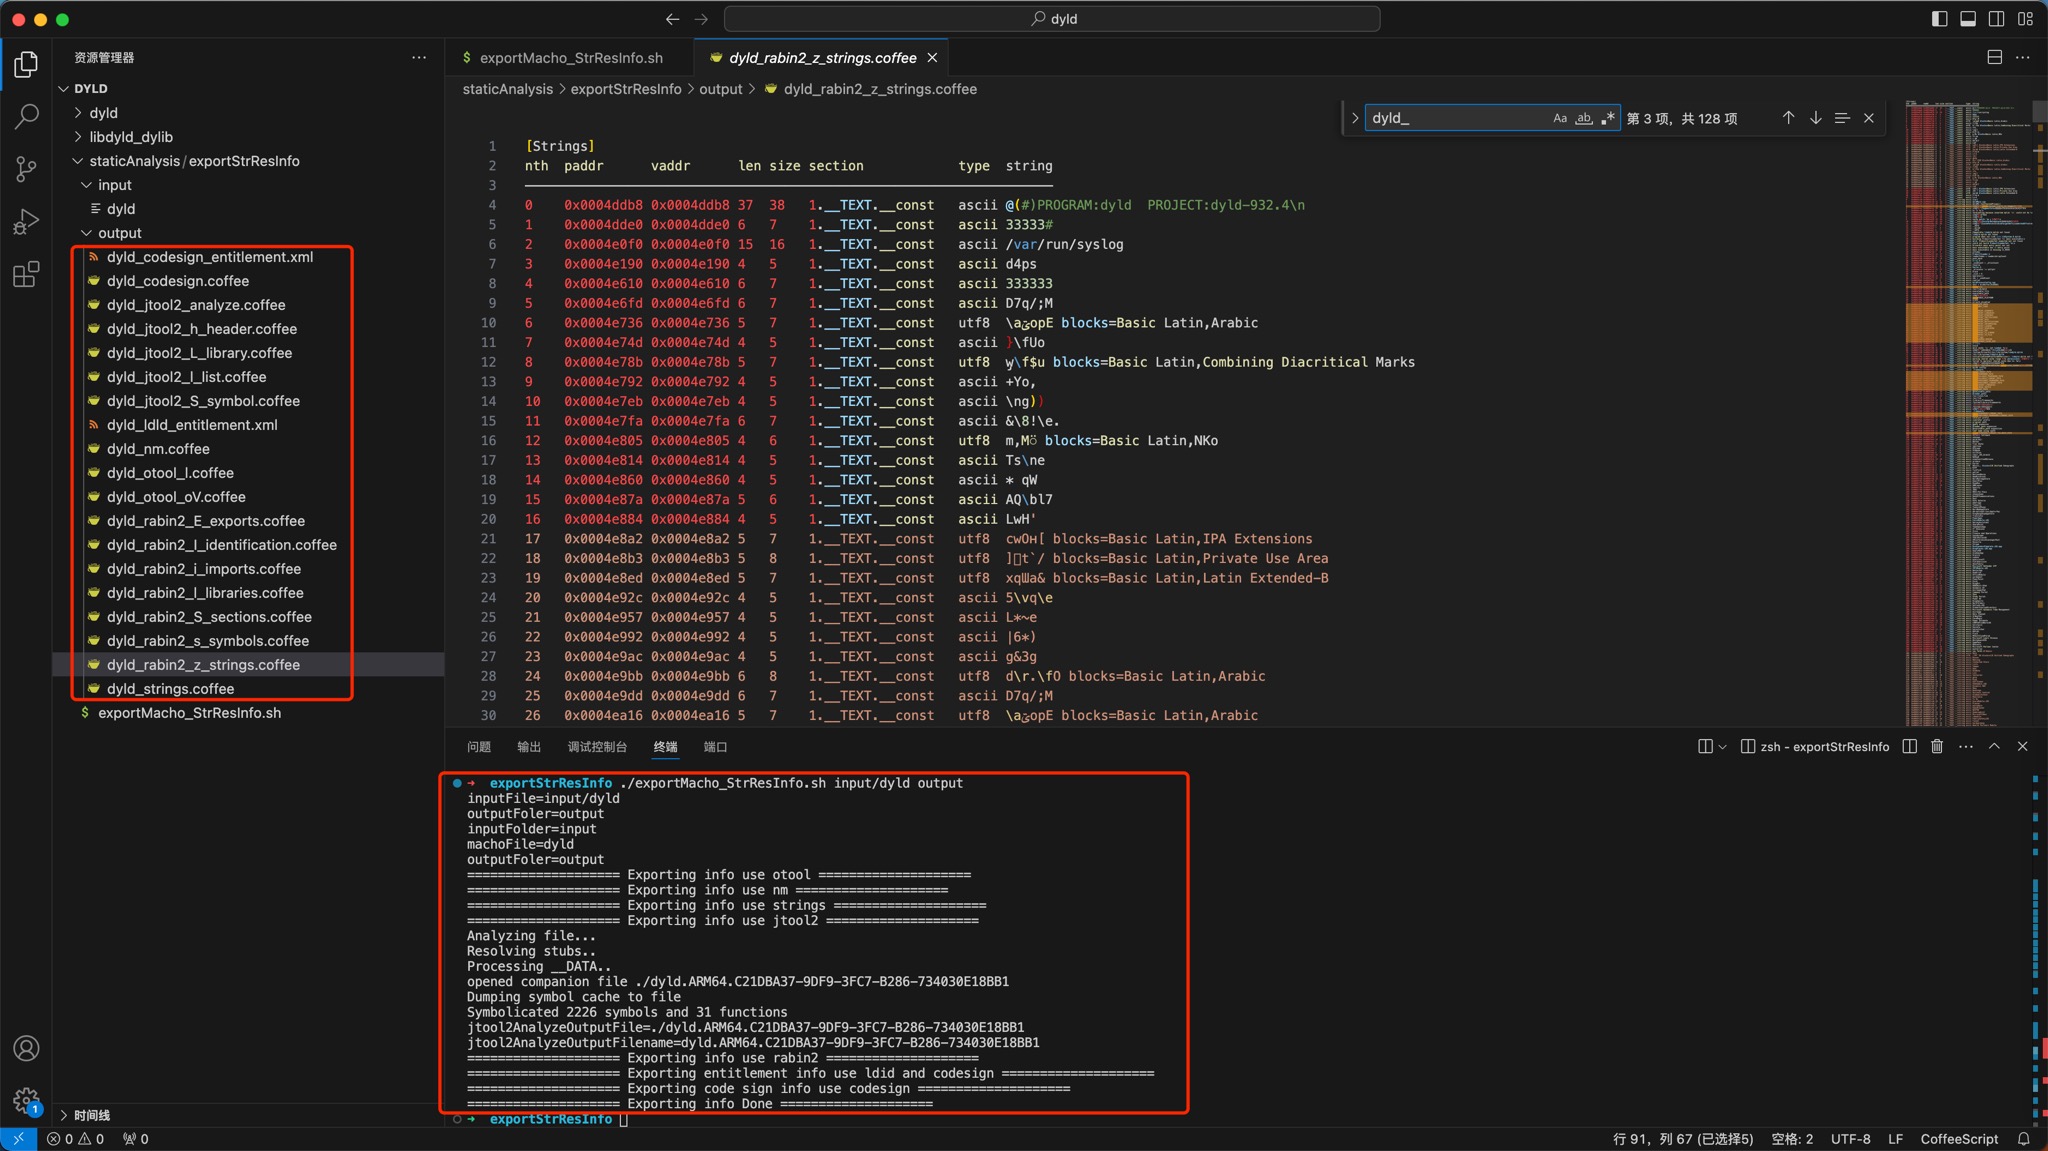 dyld
资源管理器
DYLD
dyld
libdyld_dylib
staticAnalysis/exportStrResInfo
input
dyld
output
dyld_codesign_entitlement.xml
dyld_codesign.coffee
dyld_jtool2_analyze.coffee
dyld_jtool2_h_header.coffee
dyld_jtool2_L_library.coffee
dyld_jtool2_l_list.coffee
dyld_jtool2_S_symbol.coffee
dyld_ldid_entitlement.xml
dyld_nm.coffee
dyld_otool_l.coffee
dyld_otool_oV.coffee
dyld_rabin2_E_exports.coffee
dyld_rabin2_I_identification.coffee
dyld_rabin2_i_imports.coffee
dyld_rabin2_l_libraries.coffee
dyld_rabin2_S_sections.coffee
dyld_rabin2_s_symbols.coffee
dyld_rabin2_z_strings.coffee
dyld_strings.coffee
$ exportMacho_StrResInfo.sh
时间线
$ exportMacho_StrResInfo.sh
dyld_rabin2_z_strings.coffee
staticAnalysis > exportStrResInfo > output > dyld_rabin2_z_strings.coffee
dyld_ Aa ab 第 3 项，共 128 项
1 [Strings]
2 nth paddr vaddr len size section type string
3
4 0 0x0004ddb8 0x0004ddb8 37 38 1.__TEXT.__const ascii @(#)PROGRAM:dyld PROJECT:dyld-932.4\n
5 1 0x0004dde0 0x0004dde0 6 7 1.__TEXT.__const ascii 33333#
6 2 0x0004e0f0 0x0004e0f0 15 16 1.__TEXT.__const ascii /var/run/syslog
7 3 0x0004e190 0x0004e190 4 5 1.__TEXT.__const ascii d4ps
8 4 0x0004e610 0x0004e610 6 7 1.__TEXT.__const ascii 333333
9 5 0x0004e6fd 0x0004e6fd 6 7 1.__TEXT.__const ascii D7q/;M
10 6 0x0004e736 0x0004e736 5 7 1.__TEXT.__const utf8 blocks=Basic Latin,Arabic
11 7 0x0004e74d 0x0004e74d 4 5 1.__TEXT.__const ascii }\fUo
12 8 0x0004e78b 0x0004e78b 5 7 1.__TEXT.__const utf8 blocks=Basic Latin,Combining Diacritical Marks
13 9 0x0004e792 0x0004e792 4 5 1.__TEXT.__const ascii +Yo,
14 10 0x0004e7eb 0x0004e7eb 4 5 1.__TEXT.__const ascii \ng))
15 11 0x0004e7fa 0x0004e7fa 6 7 1.__TEXT.__const ascii &\8!\e.
16 12 0x0004e805 0x0004e805 4 6 1.__TEXT.__const utf8 blocks=Basic Latin,NKo
17 13 0x0004e814 0x0004e814 4 5 1.__TEXT.__const ascii Ts\ne
18 14 0x0004e860 0x0004e860 4 5 1.__TEXT.__const ascii * qW
19 15 0x0004e87a 0x0004e87a 5 6 1.__TEXT.__const ascii AQ\bl7
20 16 0x0004e884 0x0004e884 4 5 1.__TEXT.__const ascii LwH'
21 17 0x0004e8a2 0x0004e8a2 5 7 1.__TEXT.__const utf8 blocks=Basic Latin,IPA Extensions
22 18 0x0004e8b3 0x0004e8b3 5 8 1.__TEXT.__const utf8 blocks=Basic Latin,Private Use Area
23 19 0x0004e8ed 0x0004e8ed 5 7 1.__TEXT.__const utf8 xqƜa& blocks=Basic Latin,Latin Extended-B
24 20 0x0004e92c 0x0004e92c 4 5 1.__TEXT.__const ascii 5\vq\e
25 21 0x0004e957 0x0004e957 4 5 1.__TEXT.__const ascii L*~e
26 22 0x0004e992 0x0004e992 4 5 1.__TEXT.__const ascii |6*)
27 23 0x0004e9ac 0x0004e9ac 4 5 1.__TEXT.__const ascii g&3g
28 24 0x0004e9bb 0x0004e9bb 6 8 1.__TEXT.__const utf8 blocks=Basic Latin,Arabic
29 25 0x0004e9dd 0x0004e9dd 6 7 1.__TEXT.__const ascii D7q/;M
30 26 0x0004ea16 0x0004ea16 5 7 1.__TEXT.__const utf8 blocks=Basic Latin,Arabic
问题 输出 调试控制台 终端 端口
zsh - exportStrResInfo
exportStrResInfo ./exportMacho_StrResInfo.sh input/dyld output
inputFile=input/dyld
outputFoler=output
inputFolder=input
machoFile=dyld
outputFoler=output
==================== Exporting info use otool ====================
==================== Exporting info use nm ====================
==================== Exporting info use strings ====================
==================== Exporting info use jtool2 ====================
Analyzing file...
Resolving stubs..
Processing __DATA..
opened companion file ./dyld.ARM64.C21DBA37-9DF9-3FC7-B286-734030E18BB1
Dumping symbol cache to file
Symbolicated 2226 symbols and 31 functions
jtool2AnalyzeOutputFile=./dyld.ARM64.C21DBA37-9DF9-3FC7-B286-734030E18BB1
jtool2AnalyzeOutputFilename=dyld.ARM64.C21DBA37-9DF9-3FC7-B286-734030E18BB1
==================== Exporting info use rabin2 ====================
==================== Exporting entitlement info use ldid and codesign ====================
==================== Exporting code sign info use codesign ====================
==================== Exporting info Done ====================
exportStrResInfo
1
0 0 0
行 91，列 67 (已选择5) 空格: 2 UTF-8 LF CoffeeScript